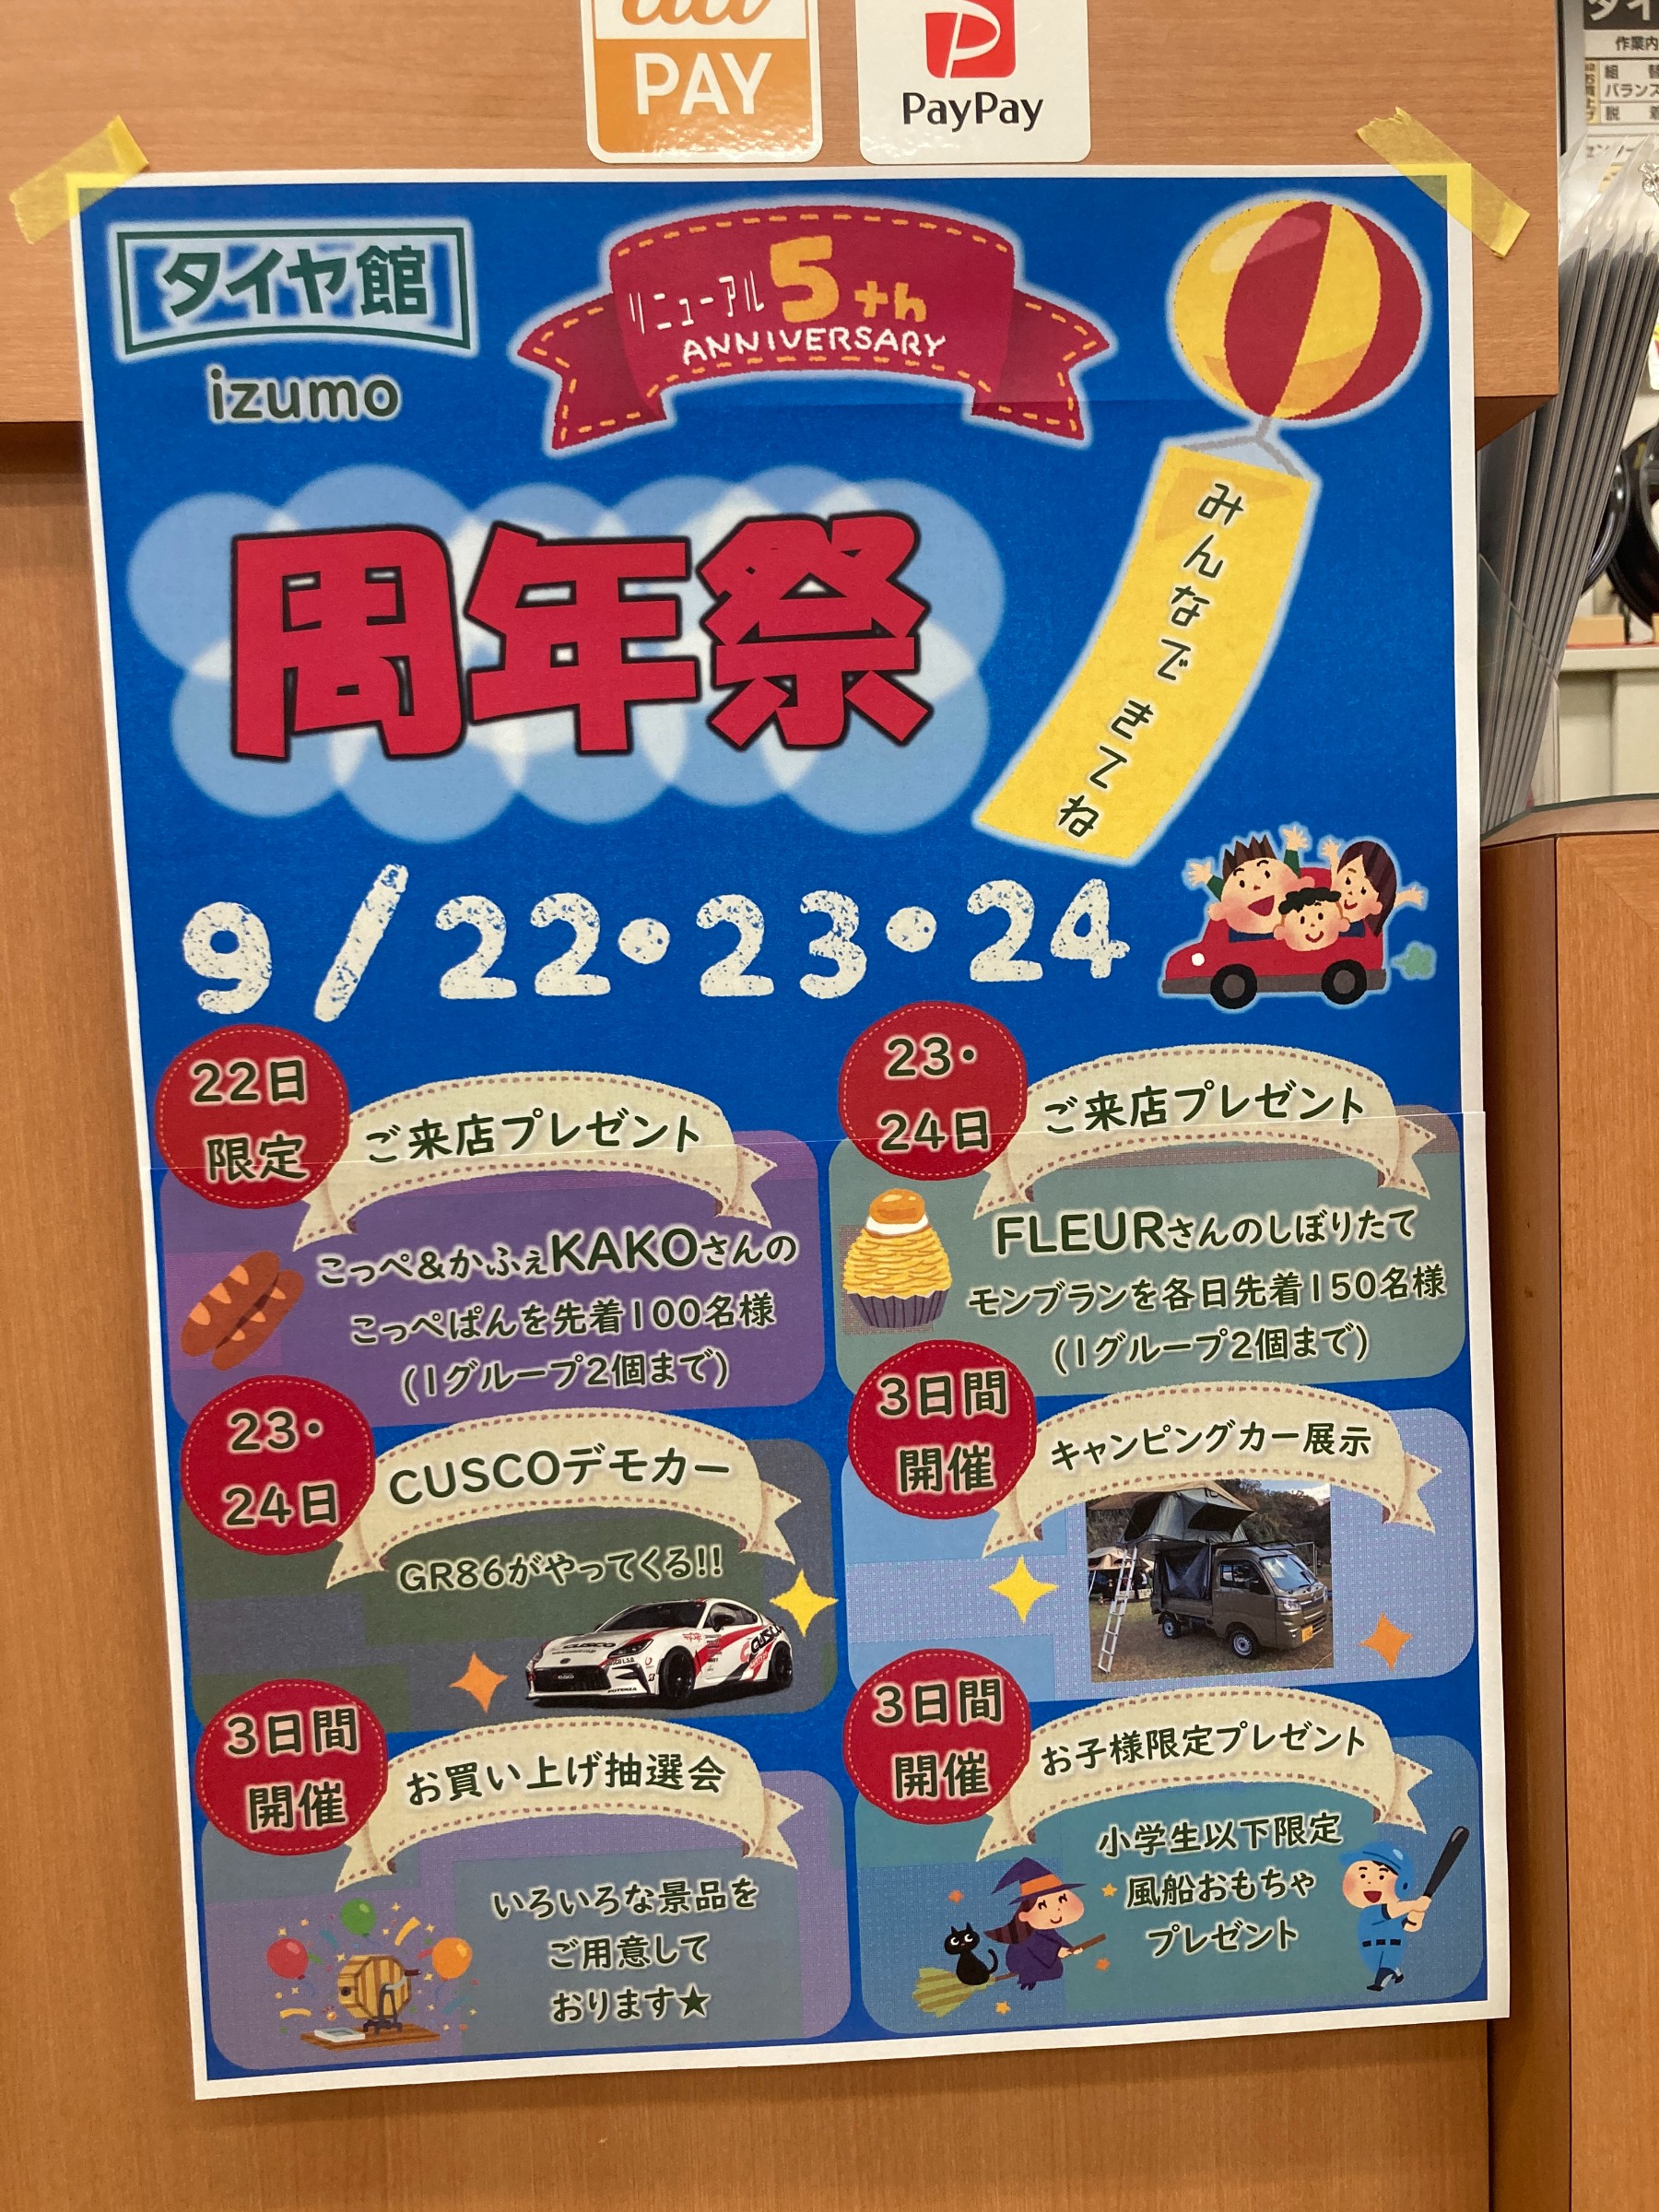 PAY
PayPay
タイヤ館
izumo
リニューアル 5th
ANNIVERSARY
みんなで きてね
周年祭
9/22・23・24
22日
限定
ご来店プレゼント
こっぺ&かふぇKAKOさんの
こっぺぱんを先着100名様
(1グループ2個まで)
23・
24日
ご来店プレゼント
FLEURさんのしぼりたて
モンブランを各日先着150名様
(1グループ2個まで)
23・
24日
CUSCOデモカー
GR86がやってくる!!
CUSCO
CUSCO
POTENZA
3日間
開催
キャンピングカー展示
3日間
開催
お買い上げ抽選会
いろいろな景品を
ご用意して
おります★
3日間
開催
お子様限定プレゼント
小学生以下限定
風船おもちゃ
プレゼント
作業内
バランス